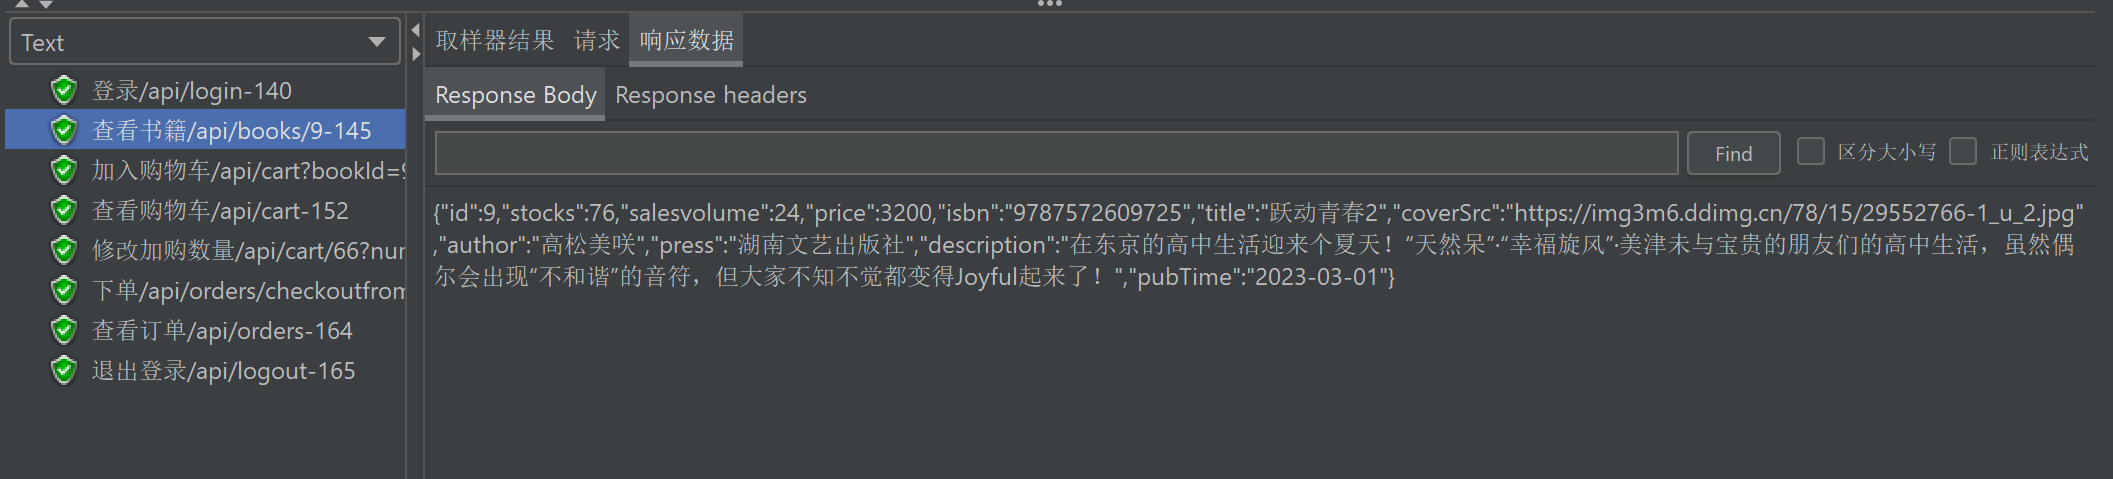 Text
登录/api/login-140
查看书籍/api/books/9-145
加入购物车/api/cart?bookId=9
查看购物车/api/cart-152
修改加购数量/api/cart/66?nur
下单/api/orders/checkoutfrom
查看订单/api/orders-164
退出登录/api/logout-165
取样器结果 请求 响应数据
Response Body Response headers
Find 区分大小写 正则表达式
{"id":9,"stocks":76,"salesvolume":24,"price":3200,"isbn":"9787572609725","title":"跃动青春2","coverSrc":"https://img3m6.ddimg.cn/78/15/29552766-1_u_2.jpg"
,"author":"高松美咲","press":"湖南文艺出版社","description":"在东京的高中生活迎来个夏天！“天然呆”·“幸福旋风”·美津未与宝贵的朋友们的高中生活，虽然偶
尔会出现“不和谐”的音符，但大家不知不觉都变得Joyful起来了！","pubTime":"2023-03-01"}